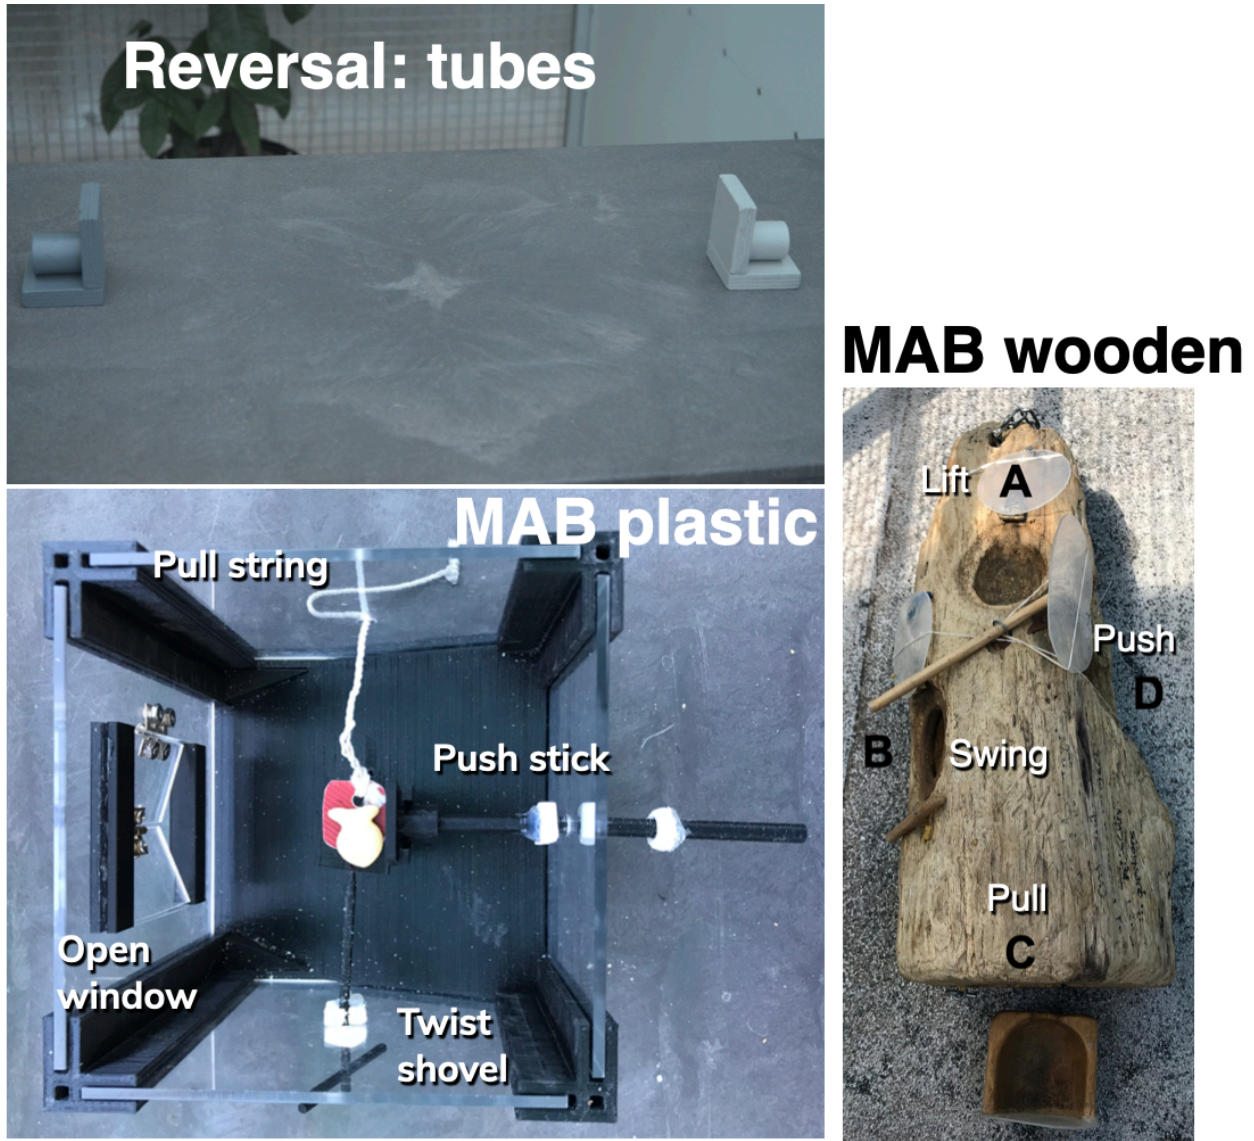 Reversal: tubes
MAB plastic
Pull string
Push stick
Open
window
Twist
shovel
MAB wooden
Lift
A
Push
D
B
Swing
Pull
C